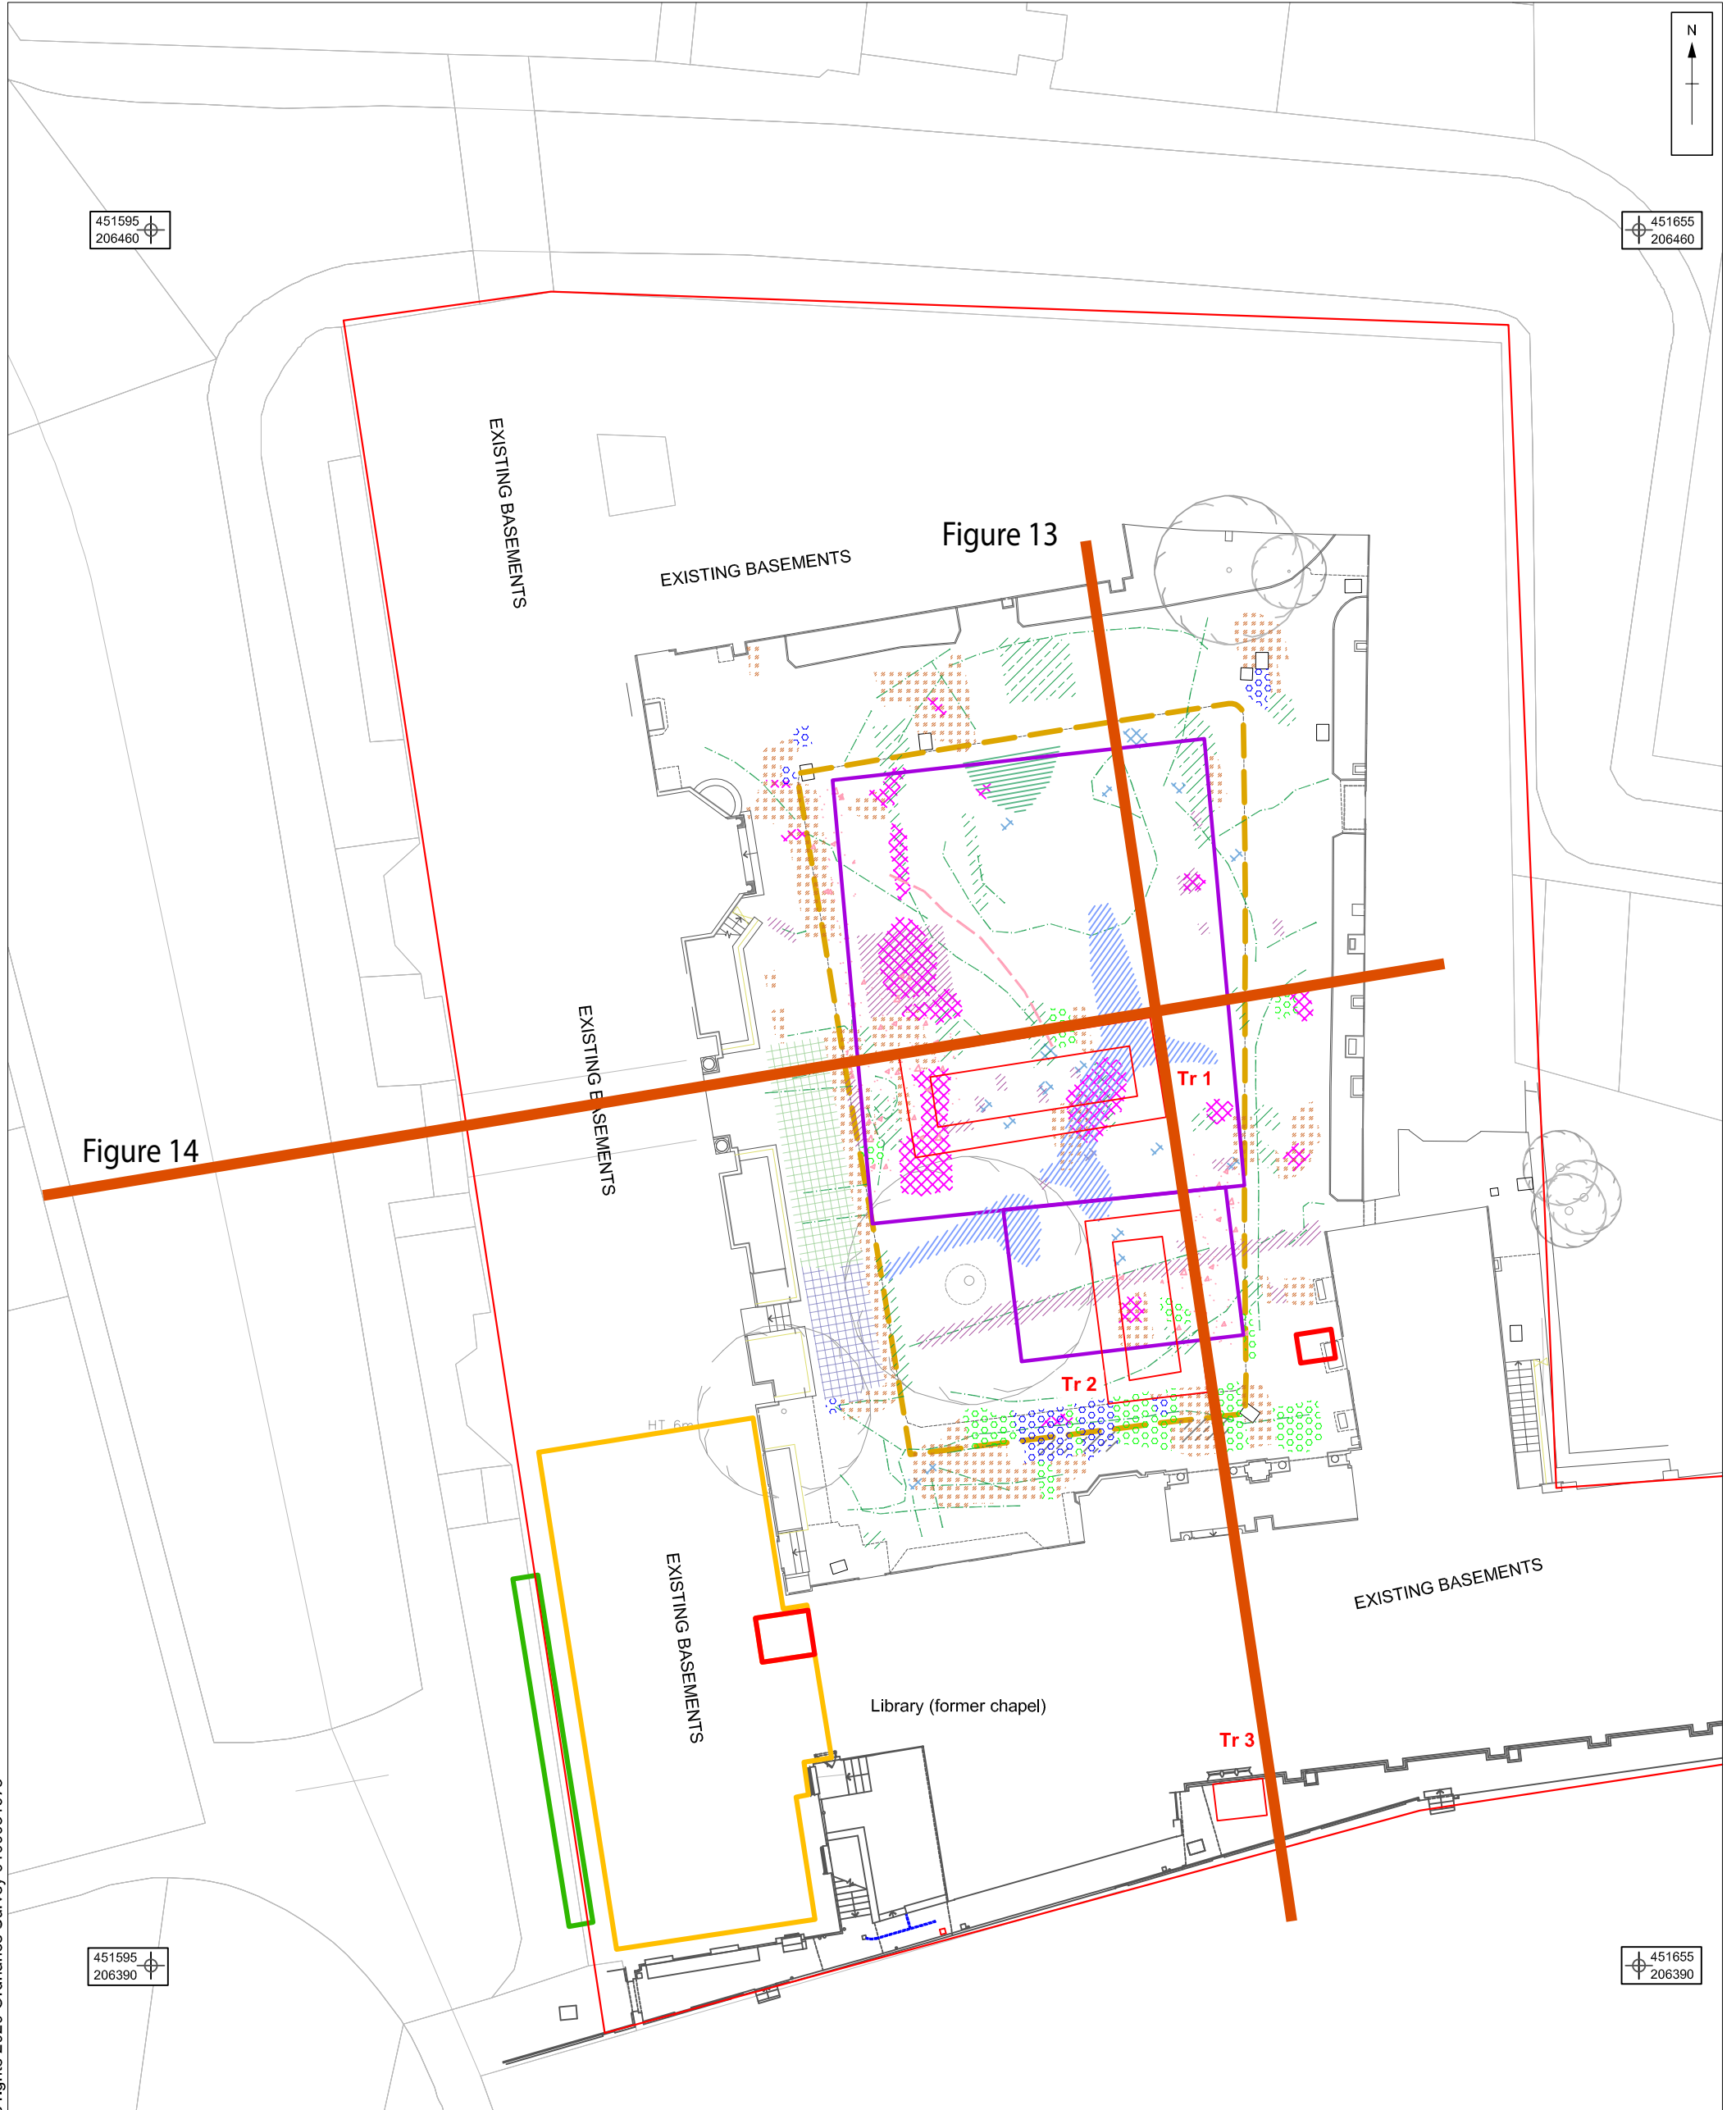 N
451595
206460
451655
206460
EXISTING BASEMENTS
Figure 13
EXISTING BASEMENTS
EXISTING BASEMENTS
Tr 1
Figure 14
Tr 2
HT 6m
EXISTING BASEMENTS
EXISTING BASEMENTS
Library (former chapel)
Tr 3
451595
206390
451655
206390